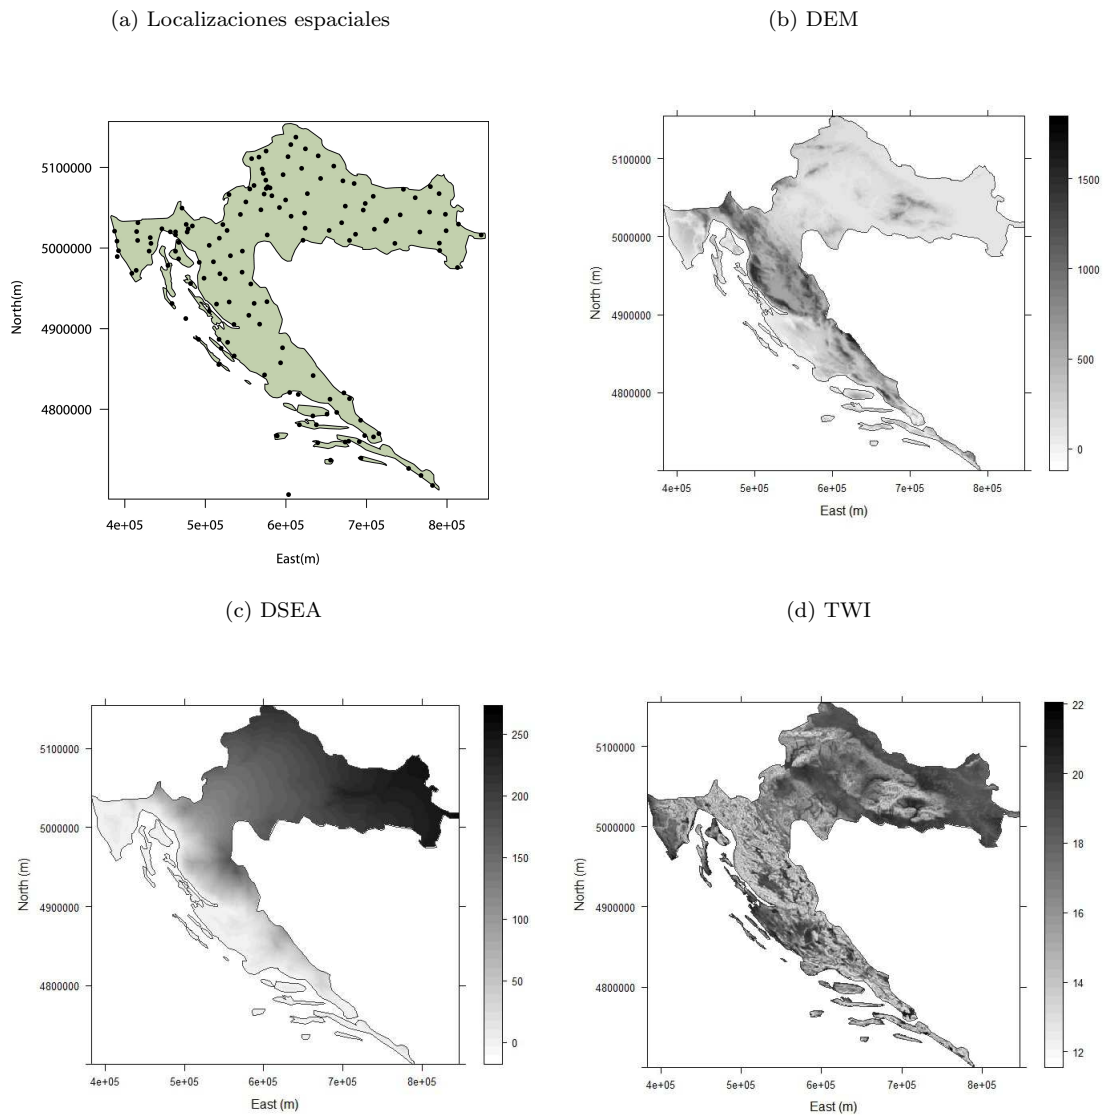 (a) Localizaciones espaciales
(b) DEM
5100000
5000000
4900000
4800000
North(m)
4e+05 5e+05 6e+05 7e+05 8e+05
East(m)
5100000
5000000
4900000
4800000
North (m)
4e+05 5e+05 6e+05 7e+05 8e+05
East (m)
1500
1000
500
0
(c) DSEA
(d) TWI
5100000
5000000
4900000
4800000
North (m)
4e+05 5e+05 6e+05 7e+05 8e+05
East (m)
250
200
150
100
50
0
5100000
5000000
4900000
4800000
North (m)
4e+05 5e+05 6e+05 7e+05 8e+05
East (m)
22
20
18
16
14
12